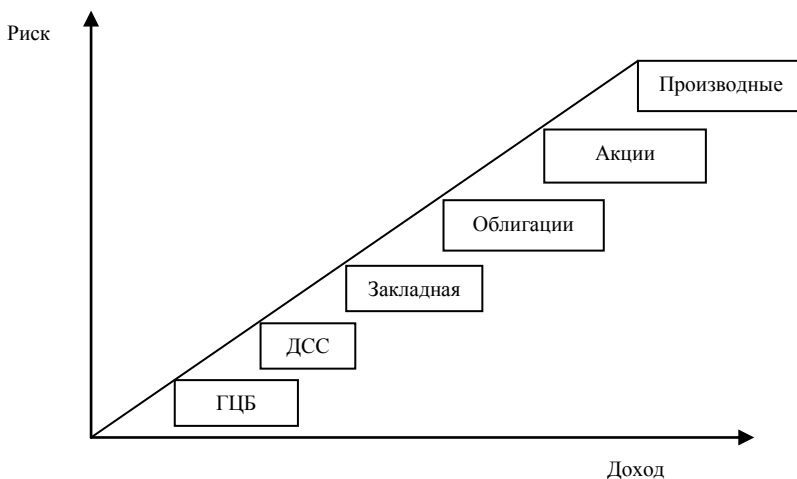 Риск
Производные
Акции
Облигации
Закладная
ДСС
ГЦБ
Доход